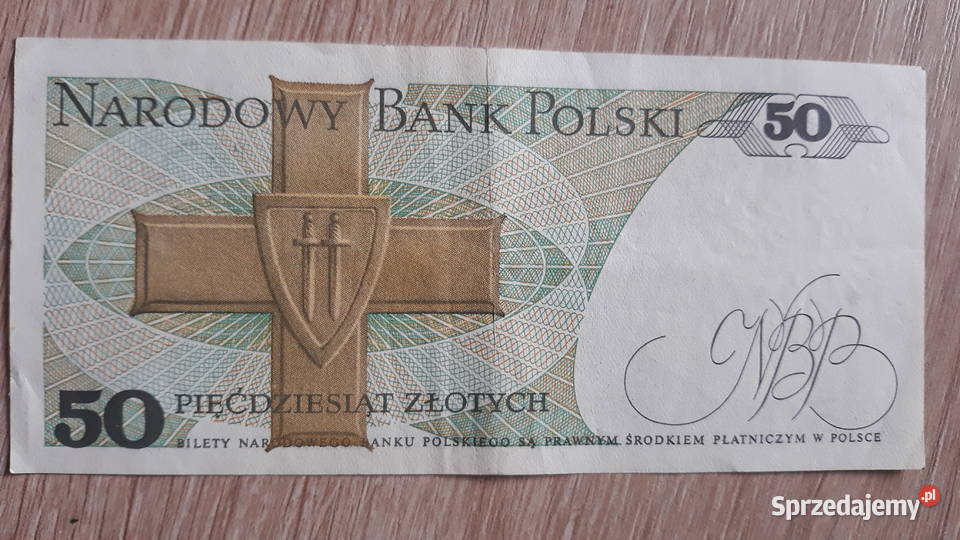 NARODOWY BANK POLSKI
50
NBP
50
PIĘĆDZIESIĄT ZŁOTYCH
BILETY NARODOWEGO BANKU POLSKIEGO SĄ PRAWNYM ŚRODKIEM PŁATNICZYM W POLSCE
Sprzedajemy.pl